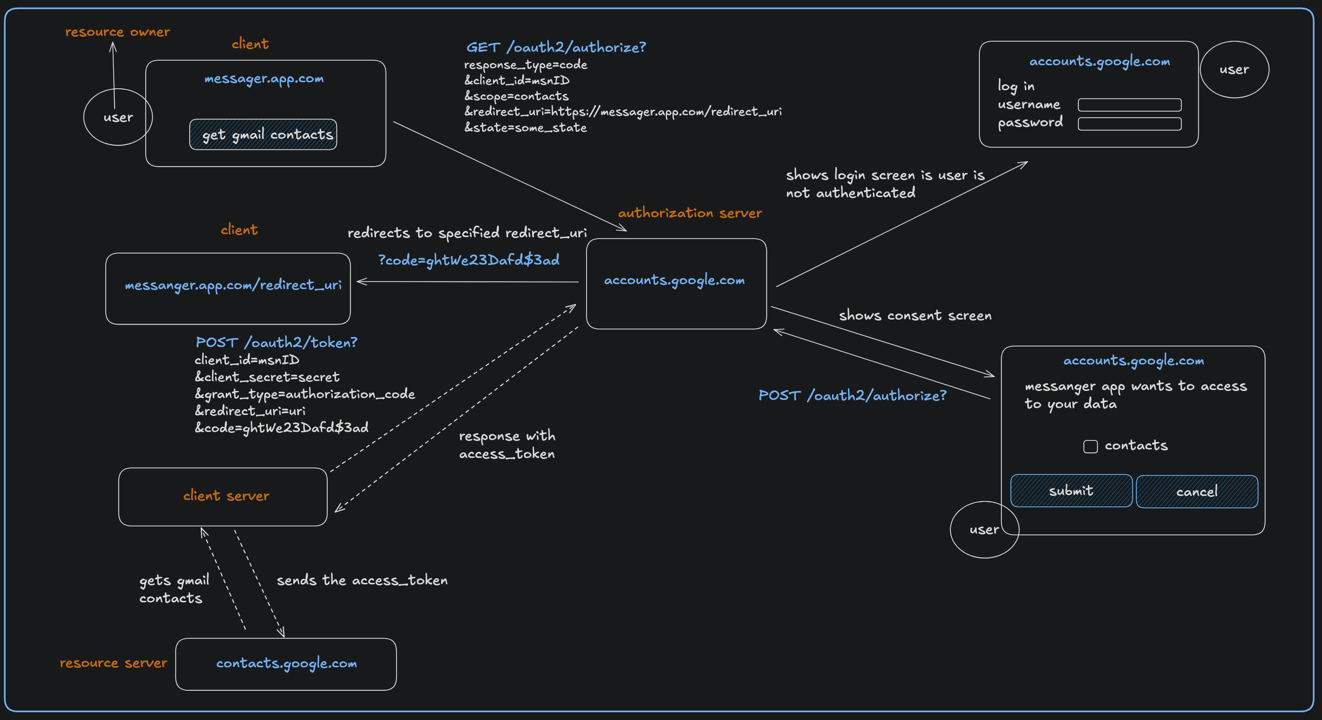 resource owner
client
user
messager.app.com
get gmail contacts
GET /oauth2/authorize?
response_type=code
&client_id=msnID
&scope=contacts
&redirect_uri=https://messager.app.com/redirect_uri
&state=some_state
accounts.google.com
log in
username
password
user
shows login screen is user is
not authenticated
authorization server
accounts.google.com
client
redirects to specified redirect_uri
?code=ghtWe23Dafd$3ad
messanger.app.com/redirect_uri
shows consent screen
POST /oauth2/authorize?
accounts.google.com
messanger app wants to access
to your data
contacts
submit
cancel
user
POST /oauth2/token?
client_id=msnID
&client_secret=secret
&grant_type=authorization_code
&redirect_uri=uri
&code=ghtWe23Dafd$3ad
response with
access_token
client server
gets gmail
contacts
sends the access_token
resource server
contacts.google.com